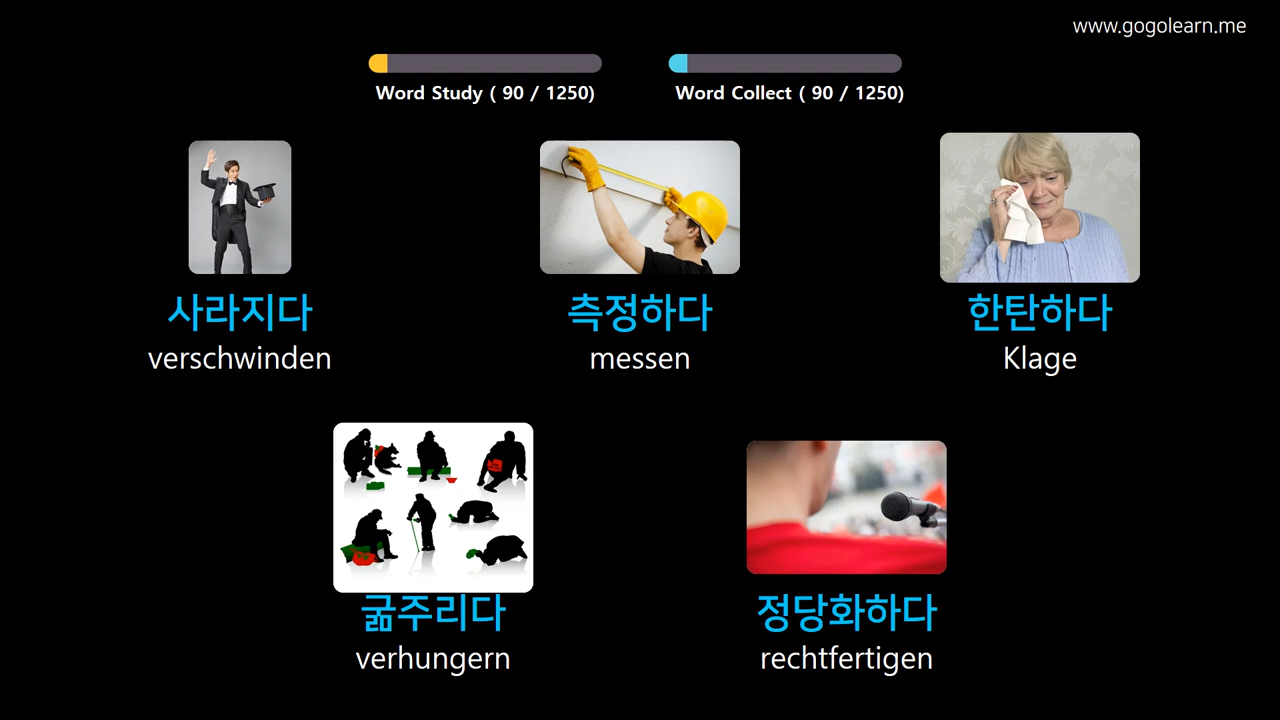 www.gogolearn.me
Word Study ( 90 / 1250)
Word Collect ( 90 / 1250)
사라지다
verschwinden
측정하다
messen
한탄하다
Klage
굶주리다
verhungern
정당화하다
rechtfertigen